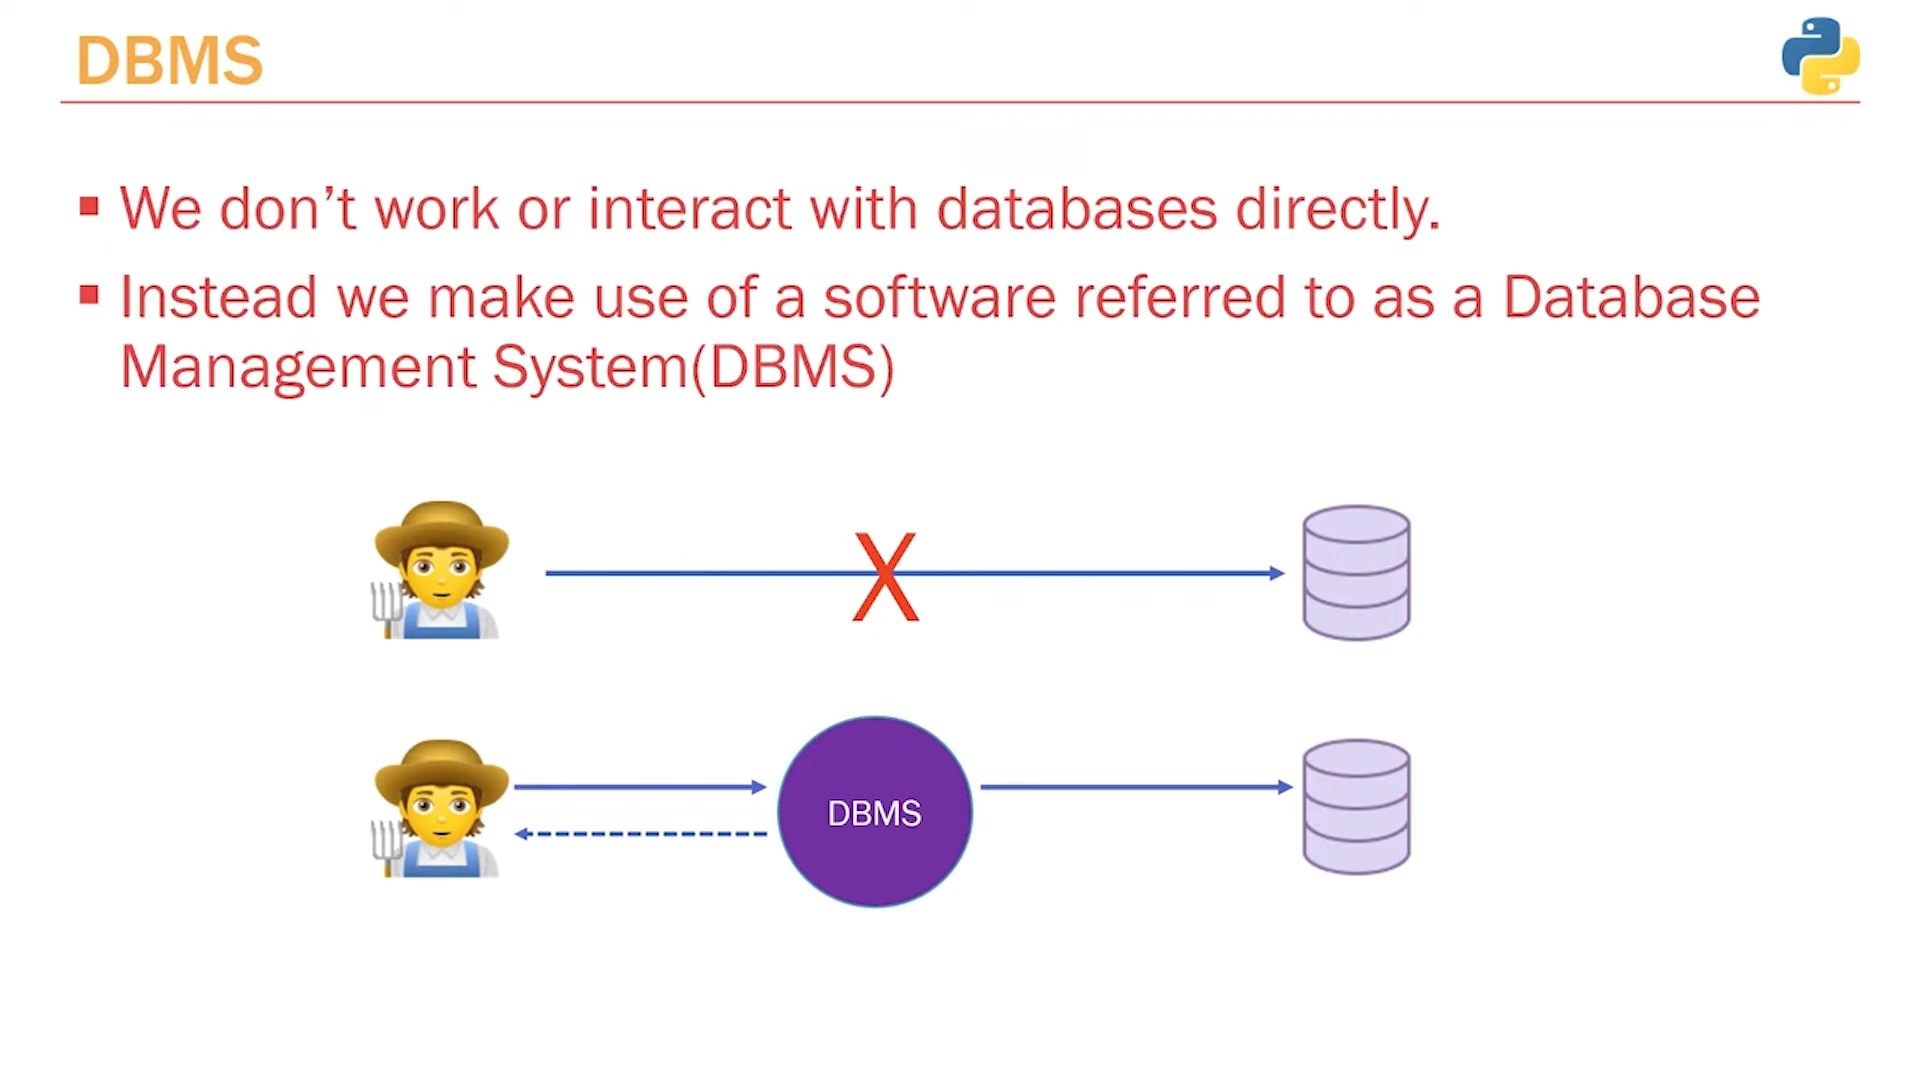 DBMS
▪ We don’t work or interact with databases directly.
▪ Instead we make use of a software referred to as a Database
Management System(DBMS)
X
DBMS